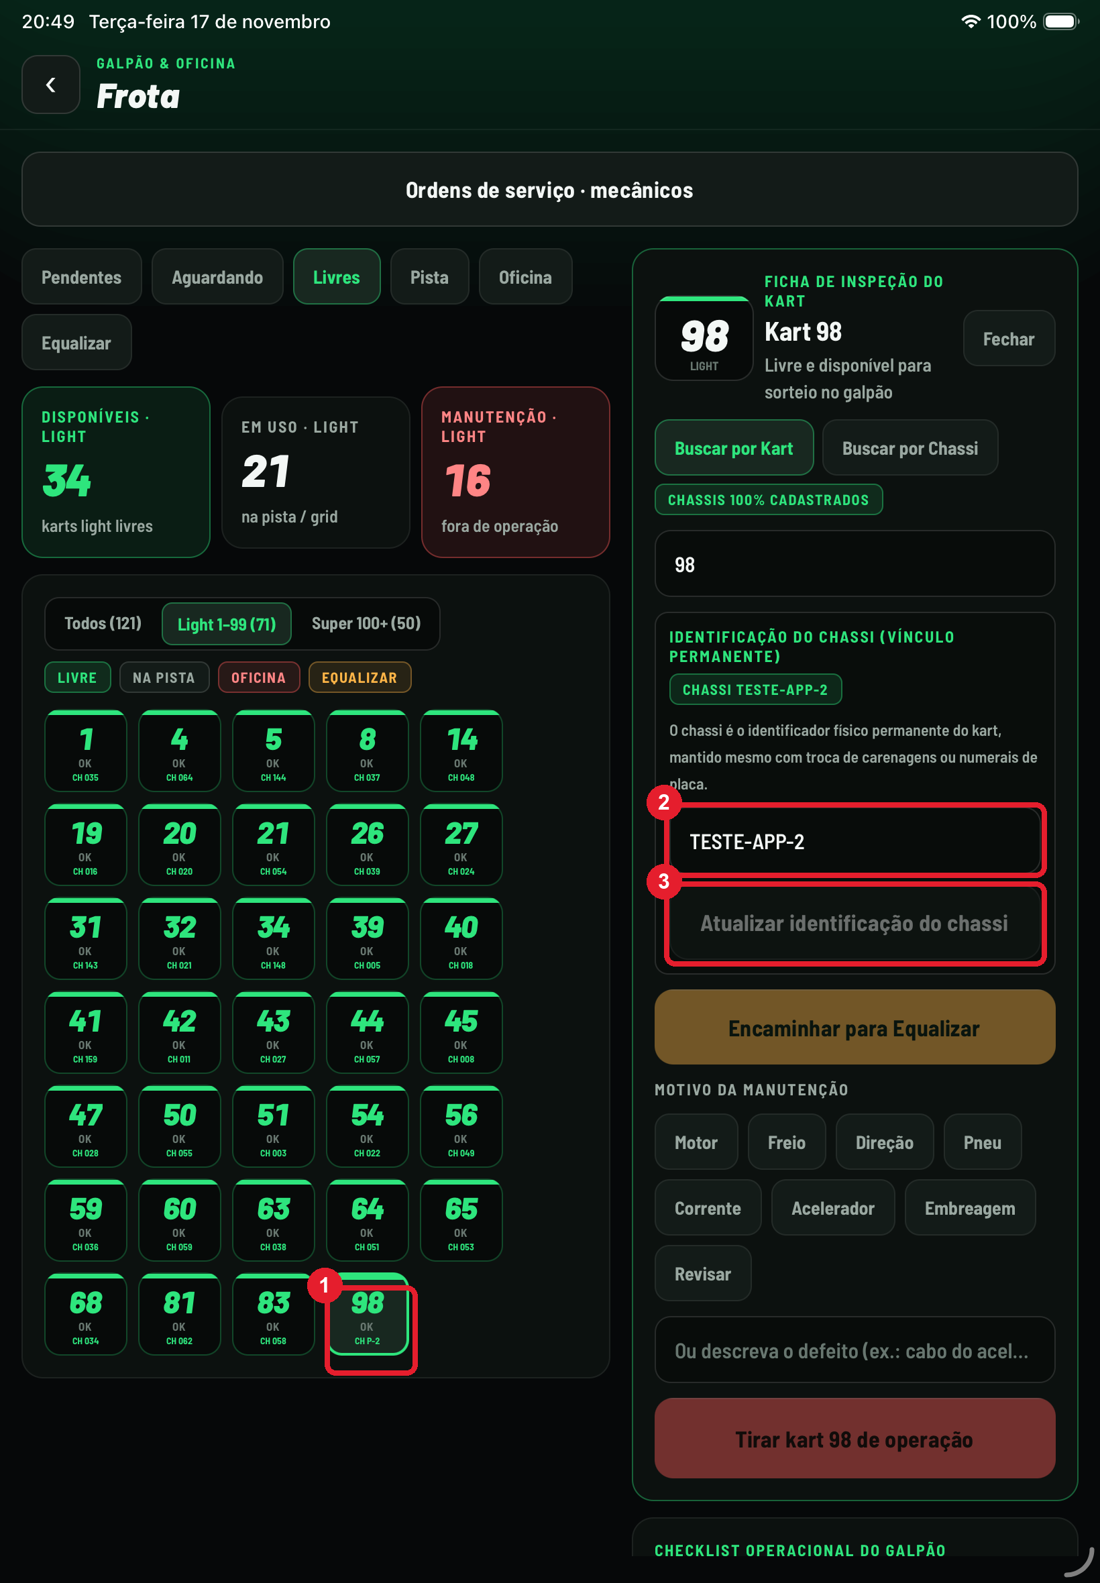 20:49 Terça-feira 17 de novembro
100%
GALPÃO & OFICINA
Frota
Ordens de serviço · mecânicos
Pendentes
Aguardando
Livres
Pista
Oficina
Equalizar
DISPONÍVEIS ·
LIGHT
34
karts light livres
EM USO · LIGHT
21
na pista / grid
MANUTENÇÃO ·
LIGHT
16
fora de operação
Todos (121)
Light 1–99 (71)
Super 100+ (50)
LIVRE
NA PISTA
OFICINA
EQUALIZAR
1
OK
CH 035
4
OK
CH 064
5
OK
CH 144
8
OK
CH 037
14
OK
CH 048
19
OK
CH 016
20
OK
CH 020
21
OK
CH 054
26
OK
CH 039
27
OK
CH 024
31
OK
CH 143
32
OK
CH 021
34
OK
CH 148
39
OK
CH 005
40
OK
CH 018
41
OK
CH 159
42
OK
CH 011
43
OK
CH 027
44
OK
CH 057
45
OK
CH 008
47
OK
CH 028
50
OK
CH 055
51
OK
CH 003
54
OK
CH 022
56
OK
CH 049
59
OK
CH 036
60
OK
CH 059
63
OK
CH 038
64
OK
CH 051
65
OK
CH 053
68
OK
CH 034
81
OK
CH 062
83
OK
CH 058
1
98
OK
CH P-2
98
LIGHT
FICHA DE INSPEÇÃO DO
KART
Kart 98
Livre e disponível para
sorteio no galpão
Fechar
Buscar por Kart
Buscar por Chassi
CHASSIS 100% CADASTRADOS
98
IDENTIFICAÇÃO DO CHASSI (VÍNCULO
PERMANENTE)
CHASSI TESTE-APP-2
O chassi é o identificador físico permanente do kart,
mantido mesmo com troca de carenagens ou numerais de
placa.
2
TESTE-APP-2
3
Atualizar identificação do chassi
Encaminhar para Equalizar
MOTIVO DA MANUTENÇÃO
Motor
Freio
Direção
Pneu
Corrente
Acelerador
Embreagem
Revisar
Ou descreva o defeito (ex.: cabo do acel...
Tirar kart 98 de operação
CHECKLIST OPERACIONAL DO GALPÃO